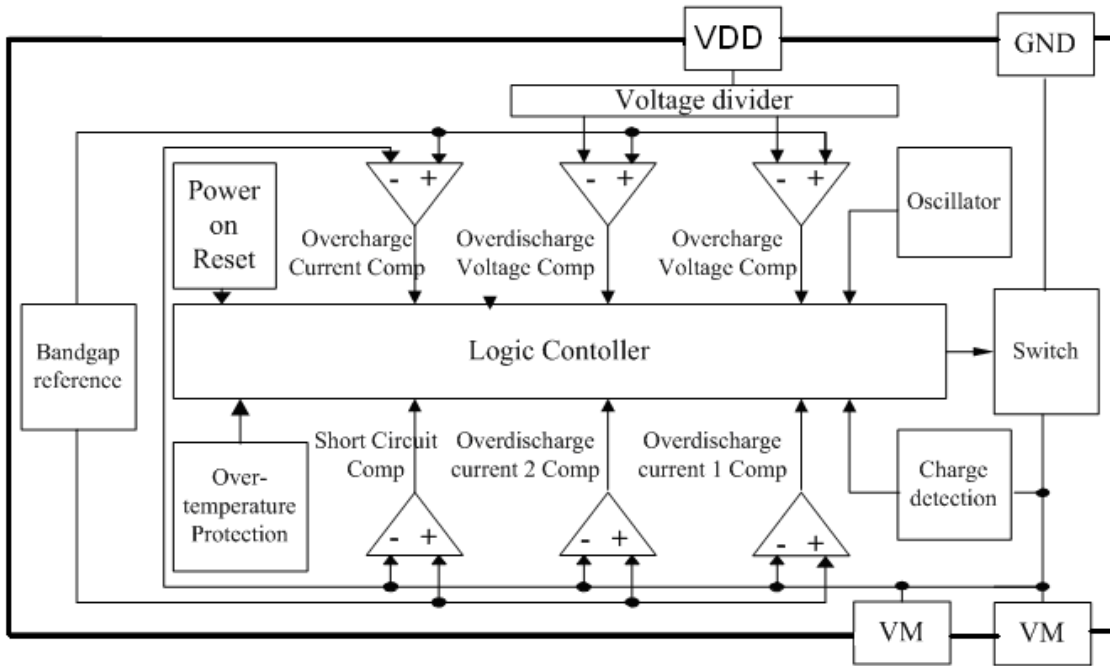 VDD
GND
Voltage divider
- +
- +
- +
Power
on
Reset
Oscillator
Overcharge
Current Comp
Overdischarge
Voltage Comp
Overcharge
Voltage Comp
Bandgap
reference
Logic Contoller
Switch
Over-
temperature
Protection
Short Circuit
Comp
Overdischarge
current 2 Comp
Overdischarge
current 1 Comp
Charge
detection
- +
- +
- +
VM
VM